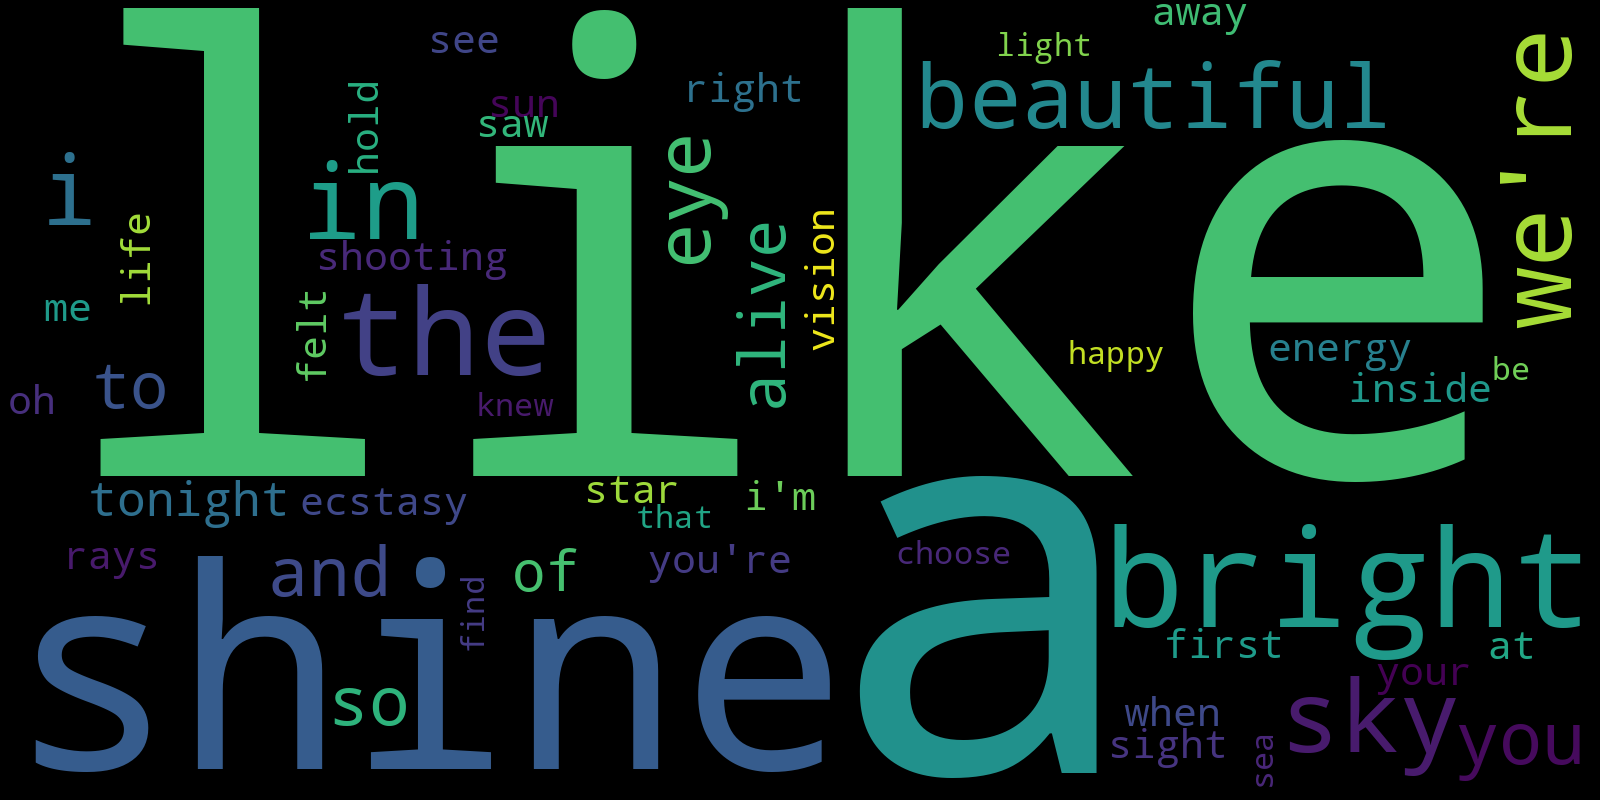 away
see
light
beautiful
we're
right
sun
saw
hold
like
eye
i
in
life
shooting
alive
vision
me
felt
the
happy
energy
to
knew
inside
be
oh
tonight
ecstasy
star
i'm
that
a
bright
rays
and
of
you're
choose
shine
find
so
first
at
your
when
sky
you
sight
sea